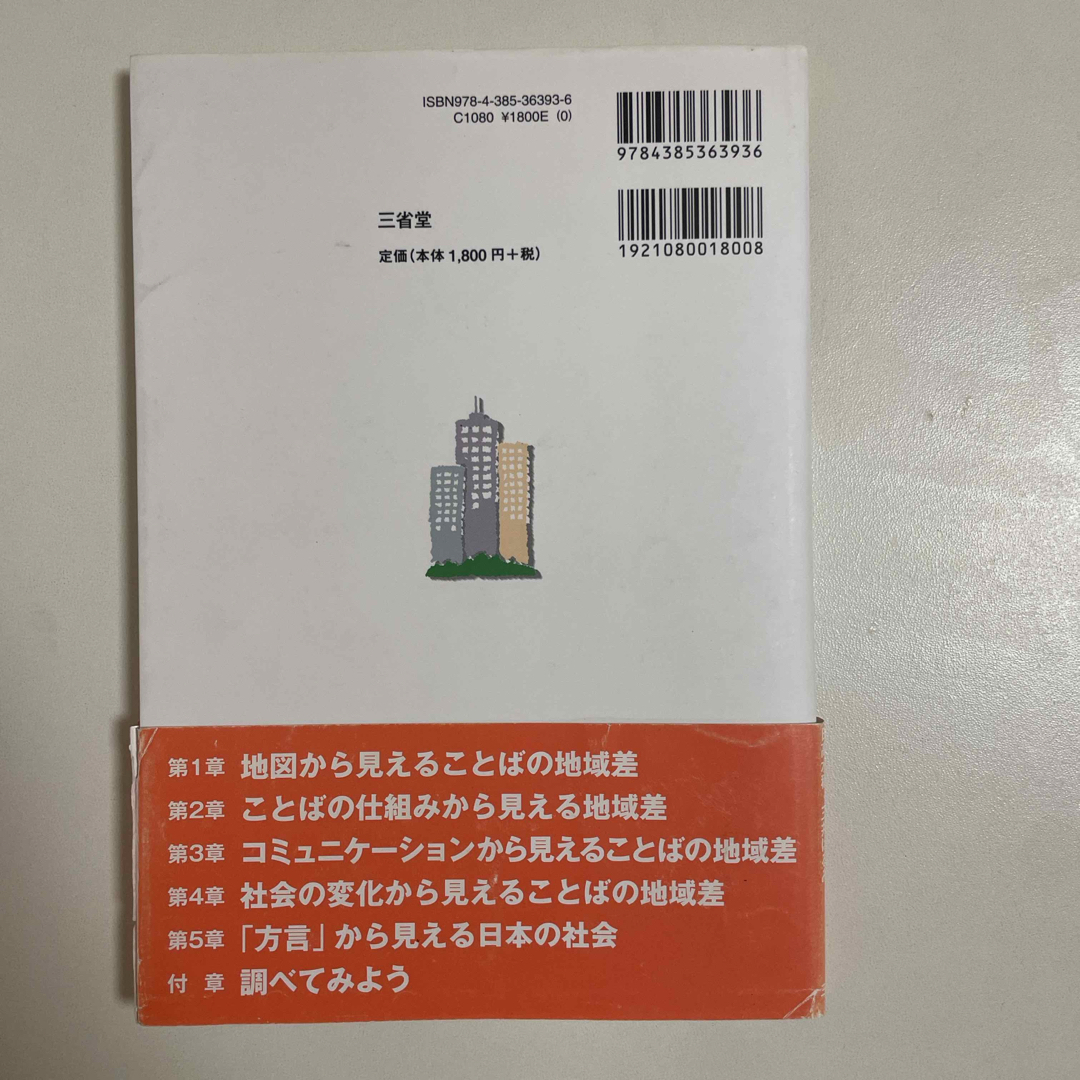 ISBN978-4-385-36393-6
C1080 ¥1800E (0)
9784385363936
1921080018008
三省堂
定価(本体1,800円+税)
第1章 地図から見えることばの地域差
第2章 ことばの仕組みから見える地域差
第3章 コミュニケーションから見えることばの地域差
第4章 社会の変化から見えることばの地域差
第5章 「方言」から見える日本の社会
付 章 調べてみよう